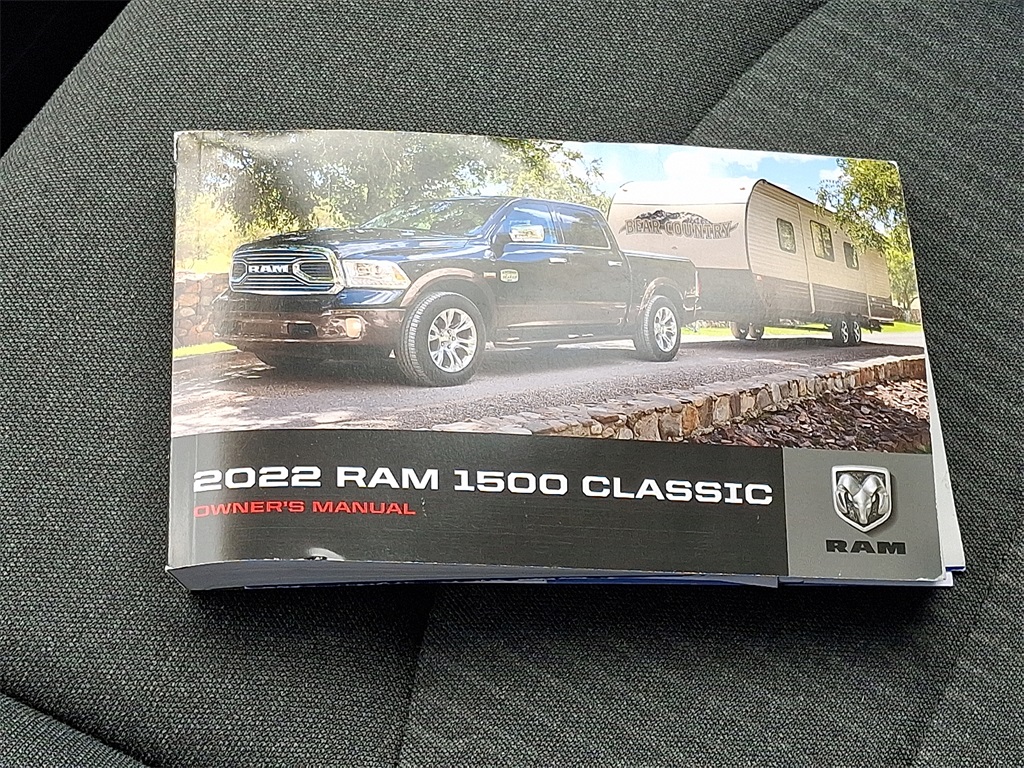 BEAR COUNTRY
RAM
2022 RAM 1500 CLASSIC
OWNER'S MANUAL
RAM